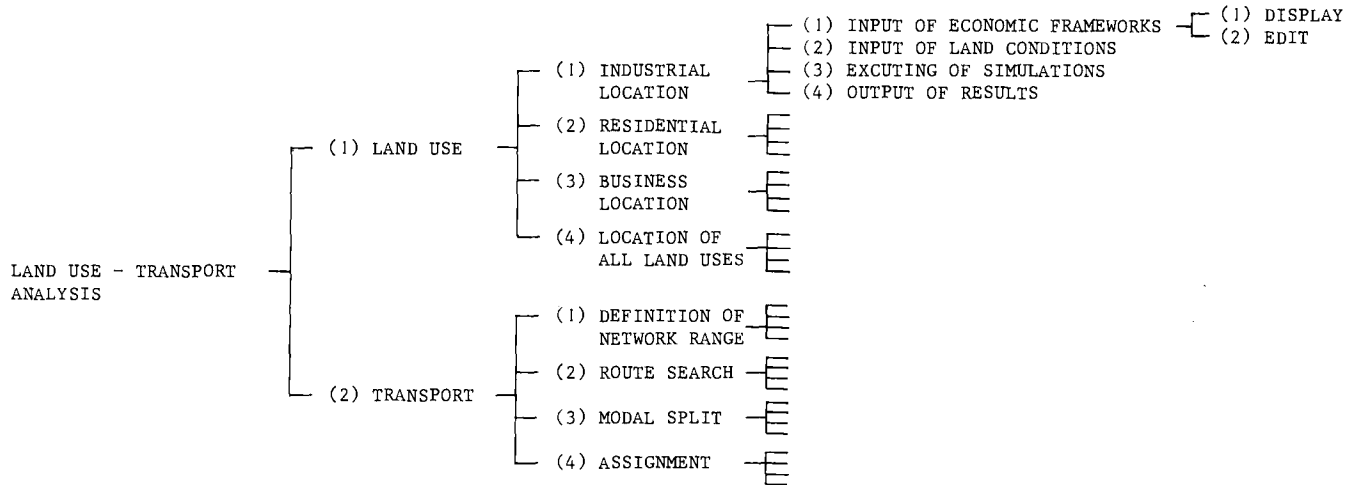 (1) INPUT OF ECONOMIC FRAMEWORKS
(1) DISPLAY
(2) EDIT
(2) INPUT OF LAND CONDITIONS
(3) EXCUTING OF SIMULATIONS
(4) OUTPUT OF RESULTS
(1) INDUSTRIAL
LOCATION
(2) RESIDENTIAL
LOCATION
(1) LAND USE
(3) BUSINESS
LOCATION
(4) LOCATION OF
ALL LAND USES
LAND USE - TRANSPORT
ANALYSIS
(1) DEFINITION OF
NETWORK RANGE
(2) ROUTE SEARCH
(2) TRANSPORT
(3) MODAL SPLIT
(4) ASSIGNMENT